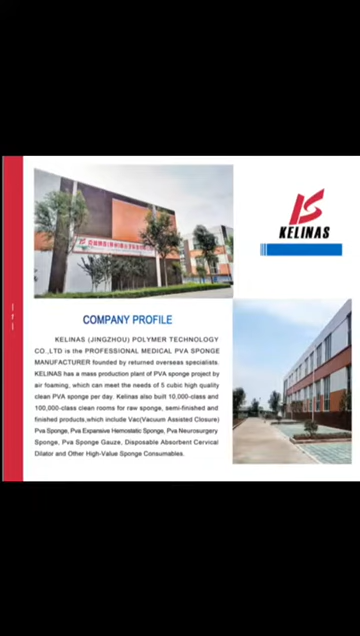 KELINAS
COMPANY PROFILE
KELINAS (JINGZHOU) POLYMER TECHNOLOGY
CO.,LTD is the PROFESSIONAL MEDICAL PVA SPONGE
MANUFACTURER founded by returned overseas specialists.
KELINAS has a mass production plant of PVA sponge project by
air foaming, which can meet the needs of 5 cubic high quality
clean PVA sponge per day. Kelinas also built 10,000-class and
100,000-class clean rooms for raw sponge, semi-finished and
finished products,which include Vac(Vacuum Assisted Closure)
Pva Sponge, Pva Expansive Hemostatic Sponge, Pva Neurosurgery
Sponge, Pva Sponge Gauze, Disposable Absorbent Cervical
Dilator and Other High-Value Sponge Consumables.